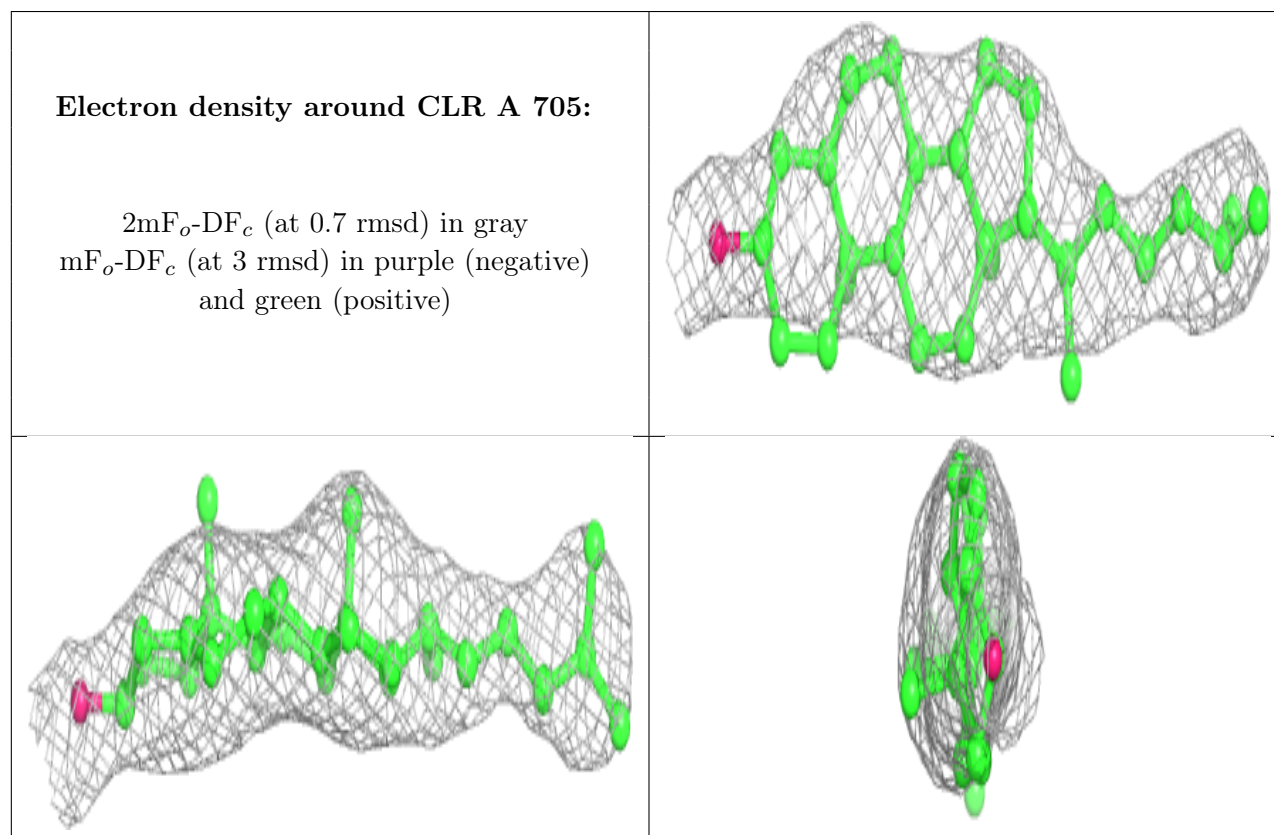 Electron density around CLR A 705:
2mFo-DFc (at 0.7 rmsd) in gray
mFo-DFc (at 3 rmsd) in purple (negative)
and green (positive)